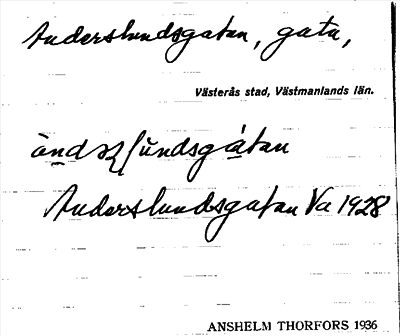 Anderslundsgatan, gata,
Västerås stad, Västmanlands län.
Anderslundsgatan Va 1928
ANSHELM THORFORS 1936